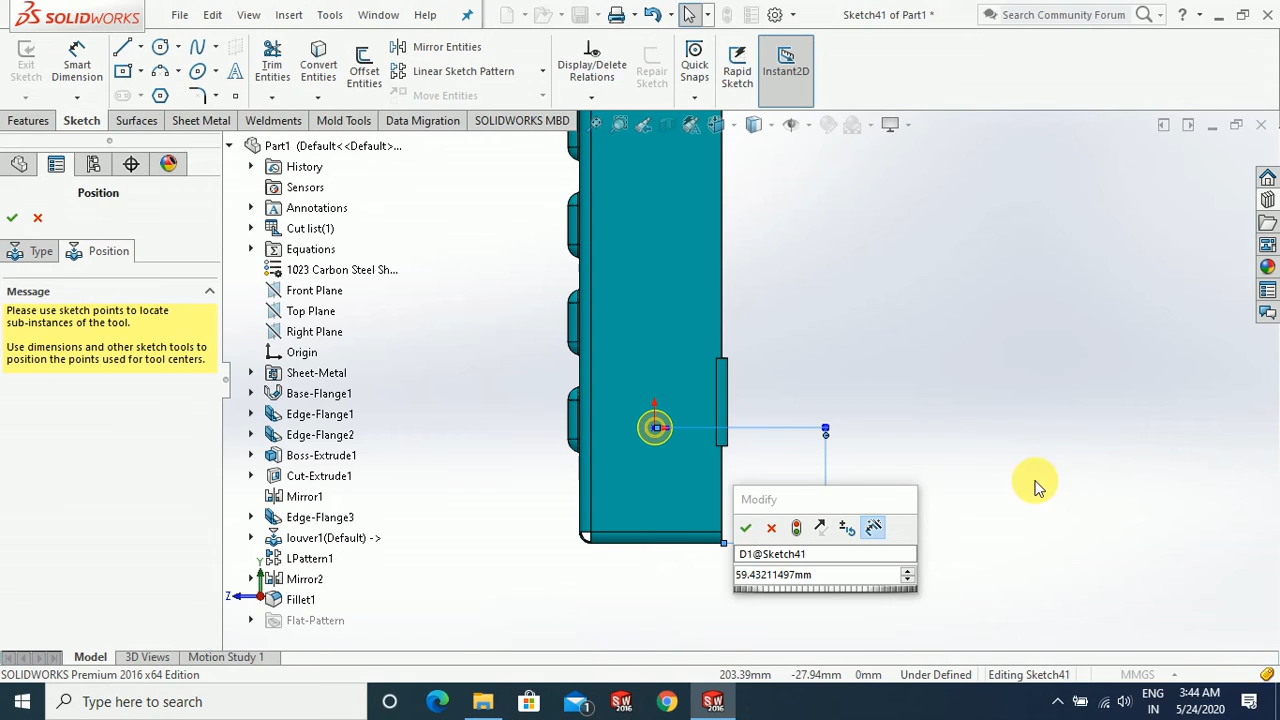 SOLIDWORKS
File
Edit
View
Insert
Tools
Window
Help
Sketch41 of Part1 *
Search Community Forum
?
Exit Sketch
Smart Dimension
Trim Entities
Convert Entities
Offset Entities
Mirror Entities
Linear Sketch Pattern
Move Entities
Display/Delete Relations
Repair Sketch
Quick Snaps
Rapid Sketch
Instant2D
Features
Sketch
Surfaces
Sheet Metal
Weldments
Mold Tools
Data Migration
SOLIDWORKS MBD
Position
Type
Position
Message
Please use sketch points to locate
sub-instances of the tool.
Use dimensions and other sketch tools to
position the points used for tool centers.
Part1 (Default<<Default>...
History
Sensors
Annotations
Cut list(1)
Equations
1023 Carbon Steel Sh...
Front Plane
Top Plane
Right Plane
Origin
Sheet-Metal
Base-Flange1
Edge-Flange1
Edge-Flange2
Boss-Extrude1
Cut-Extrude1
Mirror1
Edge-Flange3
louver1(Default) ->
LPattern1
Mirror2
Fillet1
Flat-Pattern
Y
Z
Modify
D1@Sketch41
59.43211497mm
Model
3D Views
Motion Study 1
SOLIDWORKS Premium 2016 x64 Edition
203.39mm
-27.94mm
0mm
Under Defined
Editing Sketch41
MMGS
Type here to search
1
SW 2016
SW 2016
ENG
IN
3:44 AM
5/24/2020